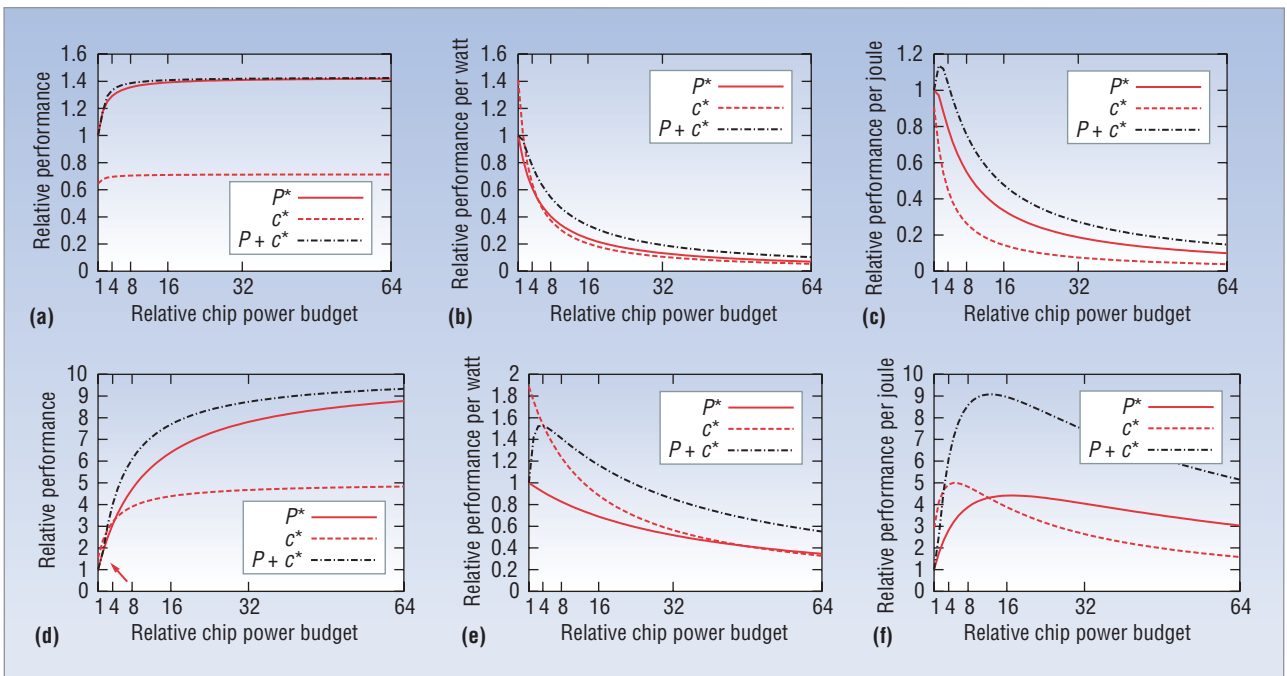 Relative performance
1.6
1.4
1.2
1
0.8
0.6
0.4
0.2
0
P*
c*
P + c*
1 4 8 16 32 64
Relative chip power budget
(a)
Relative performance per watt
1.6
1.4
1.2
1
0.8
0.6
0.4
0.2
0
P*
c*
P + c*
1 4 8 16 32 64
Relative chip power budget
(b)
Relative performance per joule
1.2
1
0.8
0.6
0.4
0.2
0
P*
c*
P + c*
1 4 8 16 32 64
Relative chip power budget
(c)
Relative performance
10
9
8
7
6
5
4
3
2
1
0
P*
c*
P + c*
1 4 8 16 32 64
Relative chip power budget
(d)
Relative performance per watt
2
1.8
1.6
1.4
1.2
1
0.8
0.6
0.4
0.2
0
P*
c*
P + c*
1 4 8 16 32 64
Relative chip power budget
(e)
Relative performance per joule
10
9
8
7
6
5
4
3
2
1
0
P*
c*
P + c*
1 4 8 16 32 64
Relative chip power budget
(f)